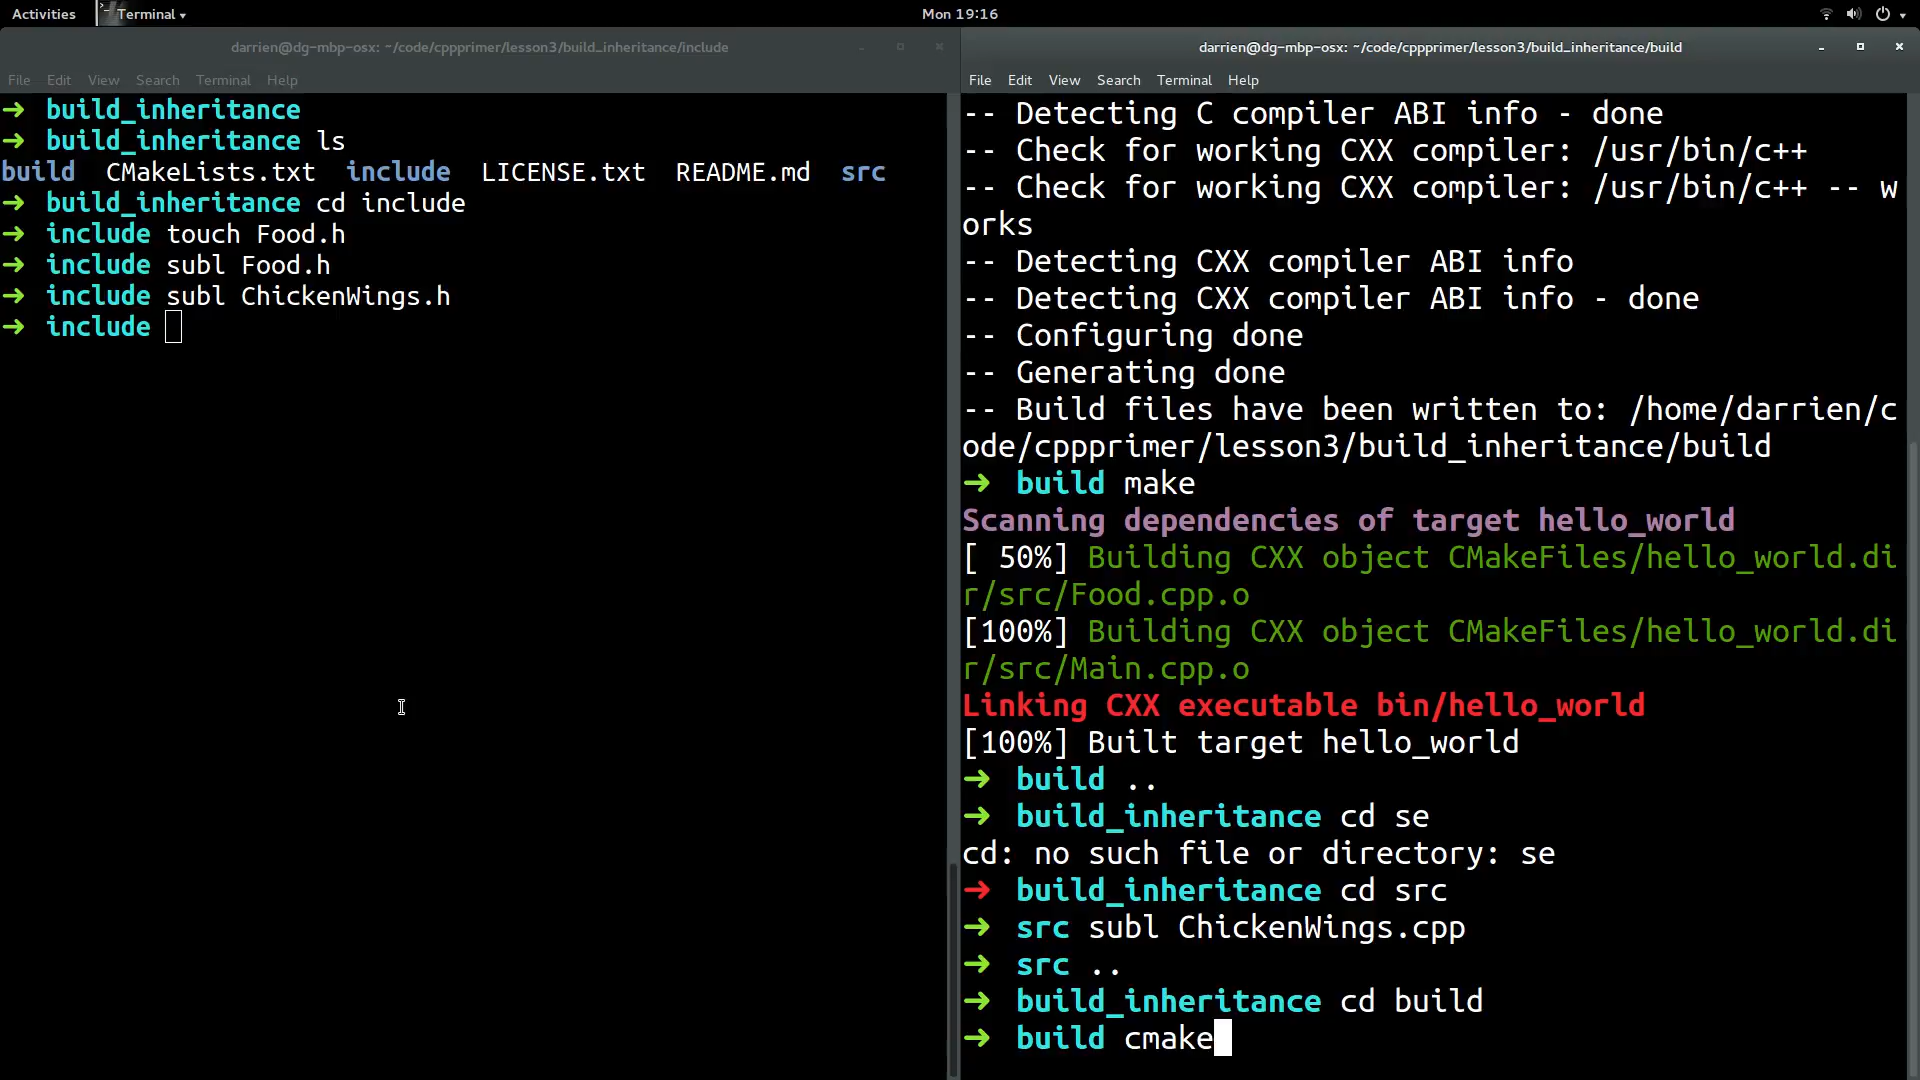 Activities Terminal Mon 19:16
darrien@dg-mbp-osx: ~/code/cppprimer/lesson3/build_inheritance/include
File Edit View Search Terminal Help
➜ build_inheritance
➜ build_inheritance ls
build CMakeLists.txt include LICENSE.txt README.md src
➜ build_inheritance cd include
➜ include touch Food.h
➜ include subl Food.h
➜ include subl ChickenWings.h
➜ include
darrien@dg-mbp-osx: ~/code/cppprimer/lesson3/build_inheritance/build
File Edit View Search Terminal Help
-- Detecting C compiler ABI info - done
-- Check for working CXX compiler: /usr/bin/c++
-- Check for working CXX compiler: /usr/bin/c++ -- w
orks
-- Detecting CXX compiler ABI info
-- Detecting CXX compiler ABI info - done
-- Configuring done
-- Generating done
-- Build files have been written to: /home/darrien/c
ode/cppprimer/lesson3/build_inheritance/build
➜ build make
Scanning dependencies of target hello_world
[ 50%] Building CXX object CMakeFiles/hello_world.di
r/src/Food.cpp.o
[100%] Building CXX object CMakeFiles/hello_world.di
r/src/Main.cpp.o
Linking CXX executable bin/hello_world
[100%] Built target hello_world
➜ build ..
➜ build_inheritance cd se
cd: no such file or directory: se
➜ build_inheritance cd src
➜ src subl ChickenWings.cpp
➜ src ..
➜ build_inheritance cd build
➜ build cmake